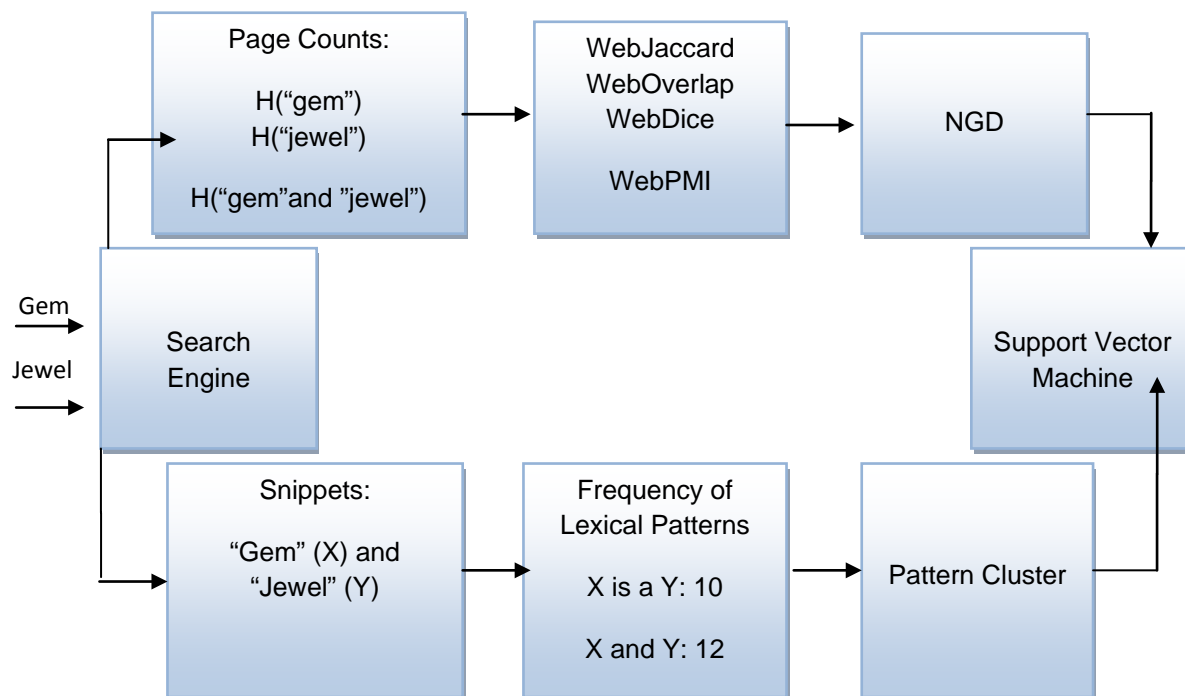 Page Counts:
H(“gem”)
H(“jewel”)
H(“gem”and ”jewel”)
WebJaccard
WebOverlap
WebDice
WebPMI
NGD
Gem
Jewel
Search
Engine
Support Vector
Machine
Snippets:
“Gem” (X) and
“Jewel” (Y)
Frequency of
Lexical Patterns
X is a Y: 10
X and Y: 12
Pattern Cluster